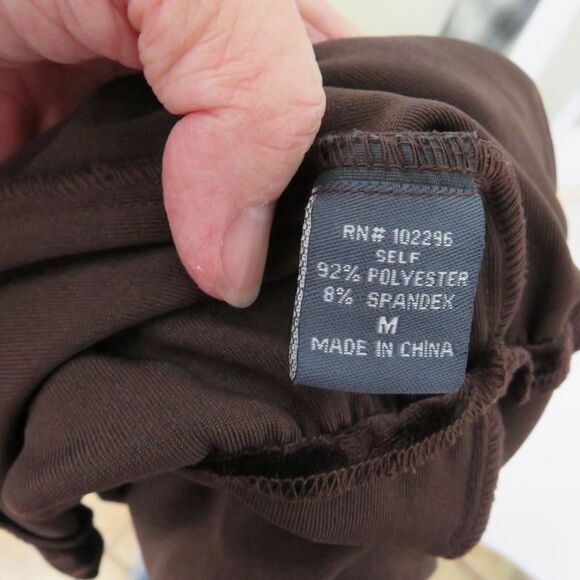 RN# 102296
SELF
92% POLYESTER
8% SPANDEX
M
MADE IN CHINA